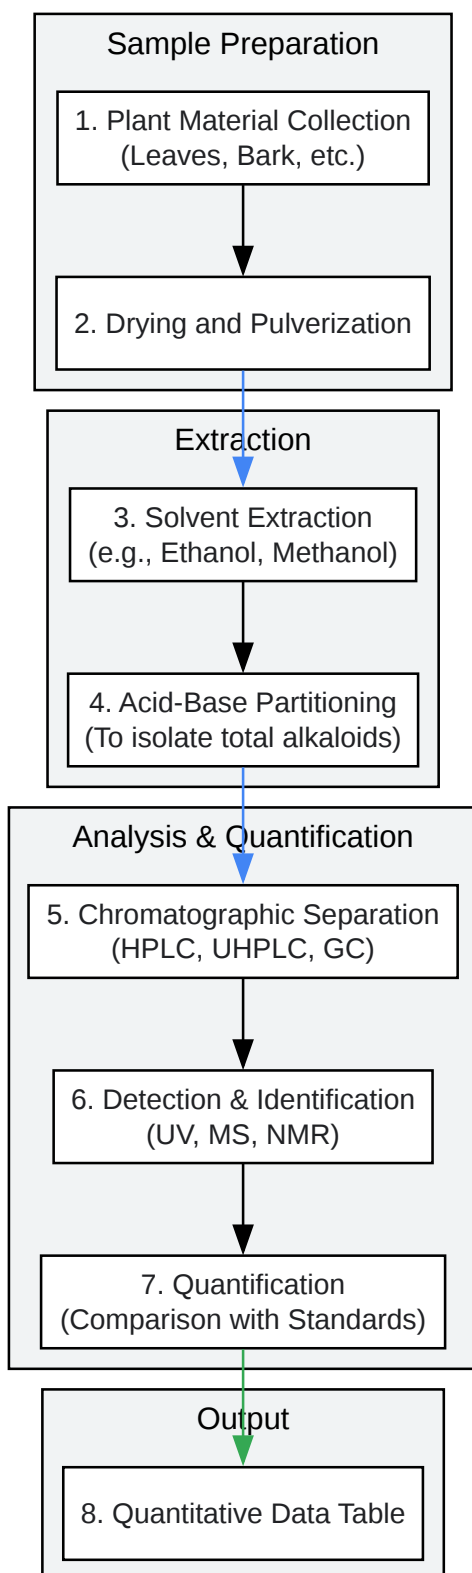 Sample Preparation
1. Plant Material Collection
(Leaves, Bark, etc.)
2. Drying and Pulverization
Extraction
3. Solvent Extraction
(e.g., Ethanol, Methanol)
4. Acid-Base Partitioning
(To isolate total alkaloids)
Analysis & Quantification
5. Chromatographic Separation
(HPLC, UHPLC, GC)
6. Detection & Identification
(UV, MS, NMR)
7. Quantification
(Comparison with Standards)
Output
8. Quantitative Data Table